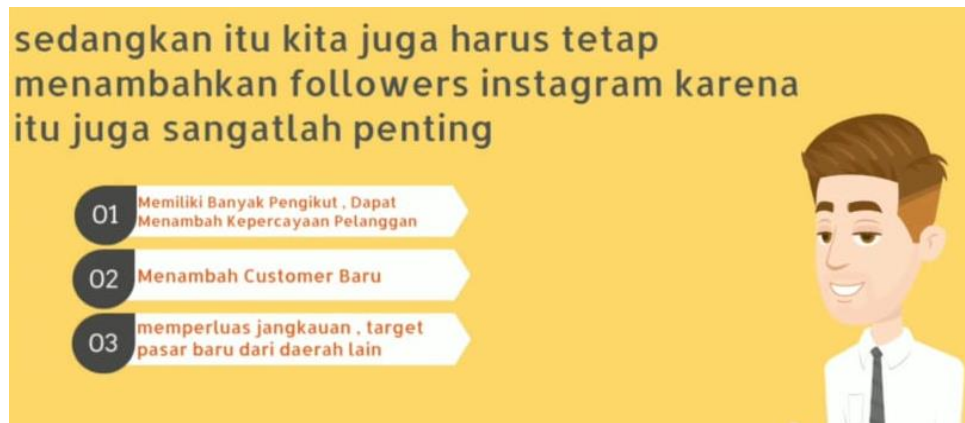 sedangkan itu kita juga harus tetap
menambahkan followers instagram karena
itu juga sangatlah penting
01
Memiliki Banyak Pengikut , Dapat
Menambah Kepercayaan Pelanggan
02
Menambah Customer Baru
03
memperluas jangkauan , target
pasar baru dari daerah lain